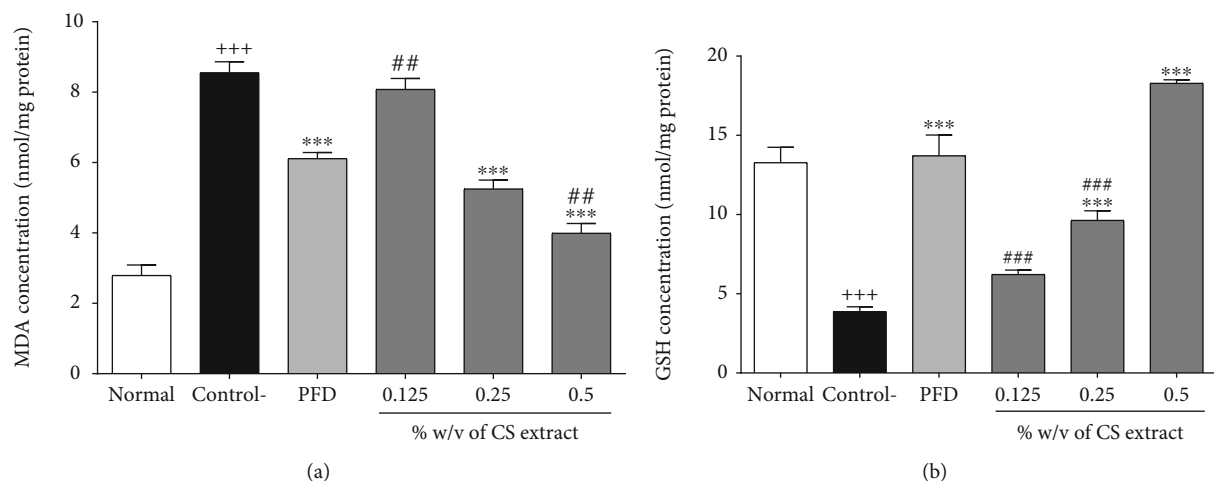 MDA concentration (nmol/mg protein)
10
8
6
4
2
0
+++
***
##
***
##
***
Normal
Control-
PFD
0.125
0.25
0.5
% w/v of CS extract
(a)
GSH concentration (nmol/mg protein)
20
15
10
5
0
+++
***
###
###
***
***
Normal
Control-
PFD
0.125
0.25
0.5
% w/v of CS extract
(b)